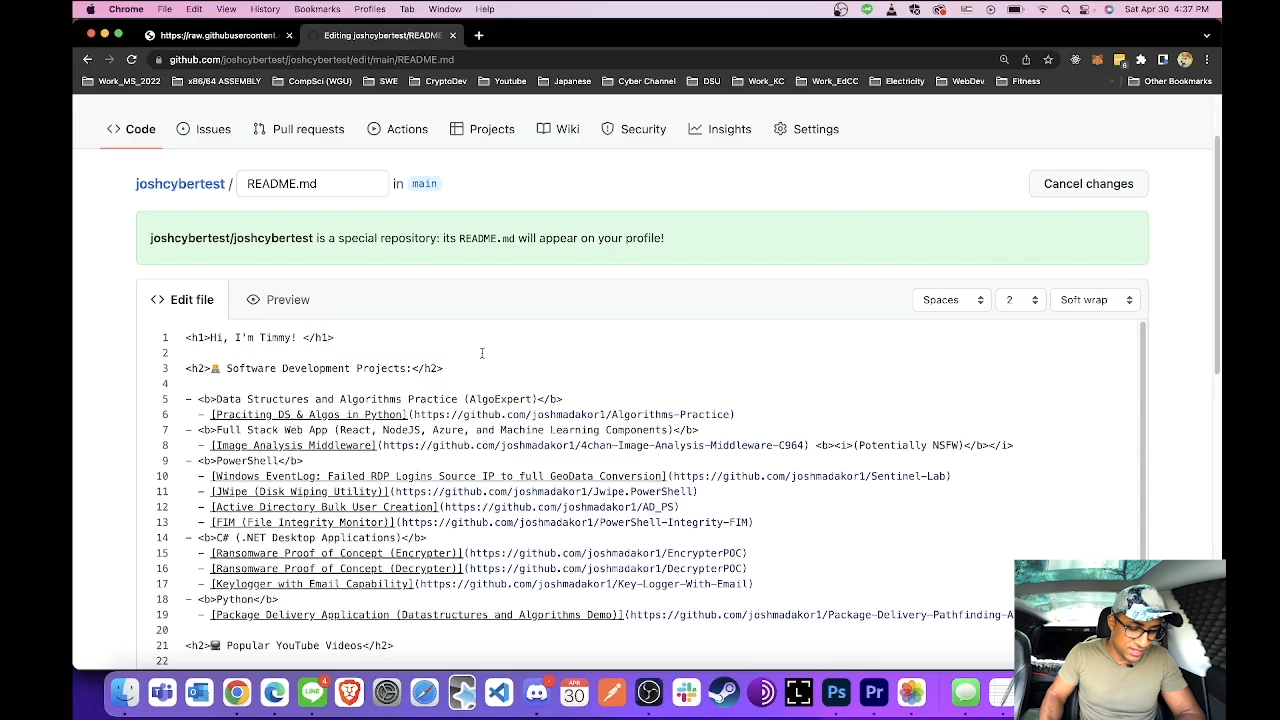 Chrome File Edit View History Bookmarks Profiles Tab Window Help Sat Apr 30 4:37 PM
https://raw.githubusercontent. Editing joshcybertest/README.
github.com/joshcybertest/joshcybertest/edit/main/README.md
Work_MS_2022 x86/64 ASSEMBLY CompSci (WGU) SWE CryptoDev Youtube Japanese Cyber Channel DSU Work_KC Work_EdCC Electricity WebDev Fitness » Other Bookmarks
<> Code Issues Pull requests Actions Projects Wiki Security Insights Settings
joshcybertest / README.md in main Cancel changes
joshcybertest/joshcybertest is a special repository: its README.md will appear on your profile!
<> Edit file Preview Spaces 2 Soft wrap
1 <h1>Hi, I'm Timmy! </h1>
2
3 <h2>👨‍💻 Software Development Projects:</h2>
4
5 - <b>Data Structures and Algorithms Practice (AlgoExpert)</b>
6 - [Praciting DS & Algos in Python](https://github.com/joshmadakor1/Algorithms-Practice)
7 - <b>Full Stack Web App (React, NodeJS, Azure, and Machine Learning Components)</b>
8 - [Image Analysis Middleware](https://github.com/joshmadakor1/4chan-Image-Analysis-Middleware-C964) <b><i>(Potentially NSFW)</b></i>
9 - <b>PowerShell</b>
10 - [Windows EventLog: Failed RDP Logins Source IP to full GeoData Conversion](https://github.com/joshmadakor1/Sentinel-Lab)
11 - [JWipe (Disk Wiping Utility)](https://github.com/joshmadakor1/Jwipe.PowerShell)
12 - [Active Directory Bulk User Creation](https://github.com/joshmadakor1/AD_PS)
13 - [FIM (File Integrity Monitor)](https://github.com/joshmadakor1/PowerShell-Integrity-FIM)
14 - <b>C# (.NET Desktop Applications)</b>
15 - [Ransomware Proof of Concept (Encrypter)](https://github.com/joshmadakor1/EncrypterPOC)
16 - [Ransomware Proof of Concept (Decrypter)](https://github.com/joshmadakor1/DecrypterPOC)
17 - [Keylogger with Email Capability](https://github.com/joshmadakor1/Key-Logger-With-Email)
18 - <b>Python</b>
19 - [Package Delivery Application (Datastructures and Algorithms Demo)](https://github.com/joshmadakor1/Package-Delivery-Pathfinding-A
20
21 <h2>💻 Popular YouTube Videos</h2>
22
4 APR 30 L Ps Pr